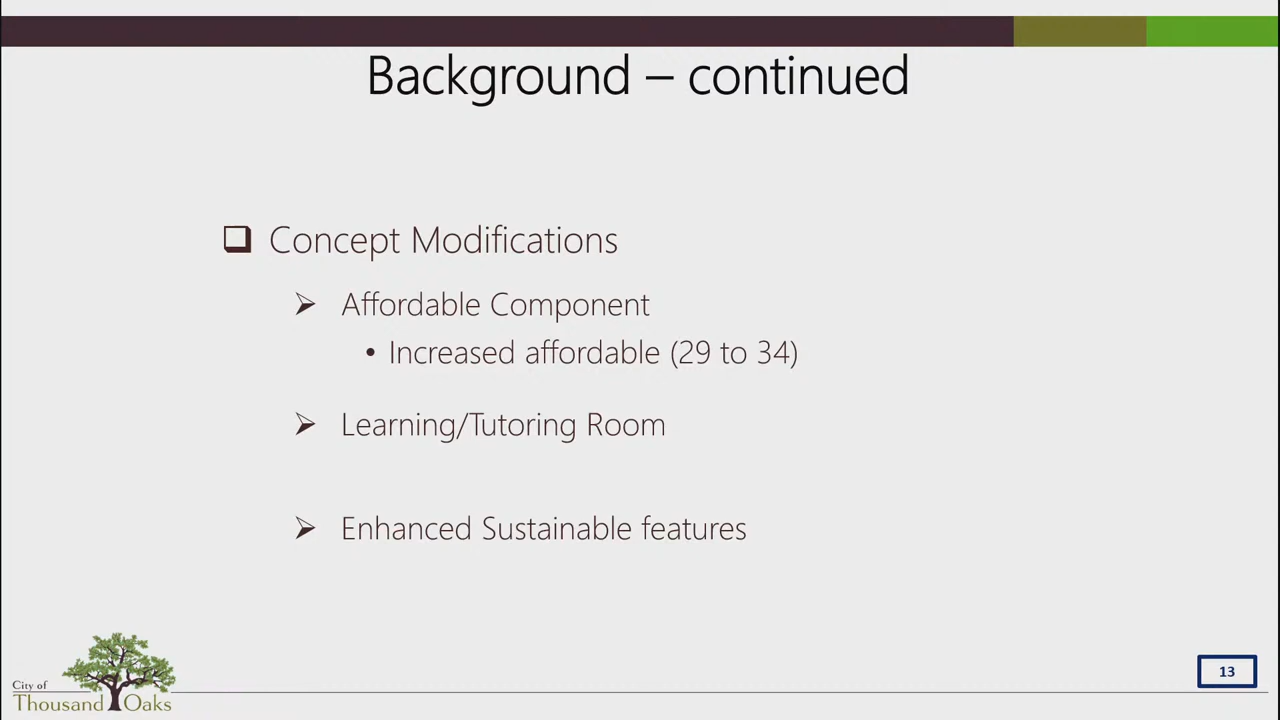 Background – continued
Concept Modifications
Affordable Component
• Increased affordable (29 to 34)
Learning/Tutoring Room
Enhanced Sustainable features
City of
Thousand Oaks
13